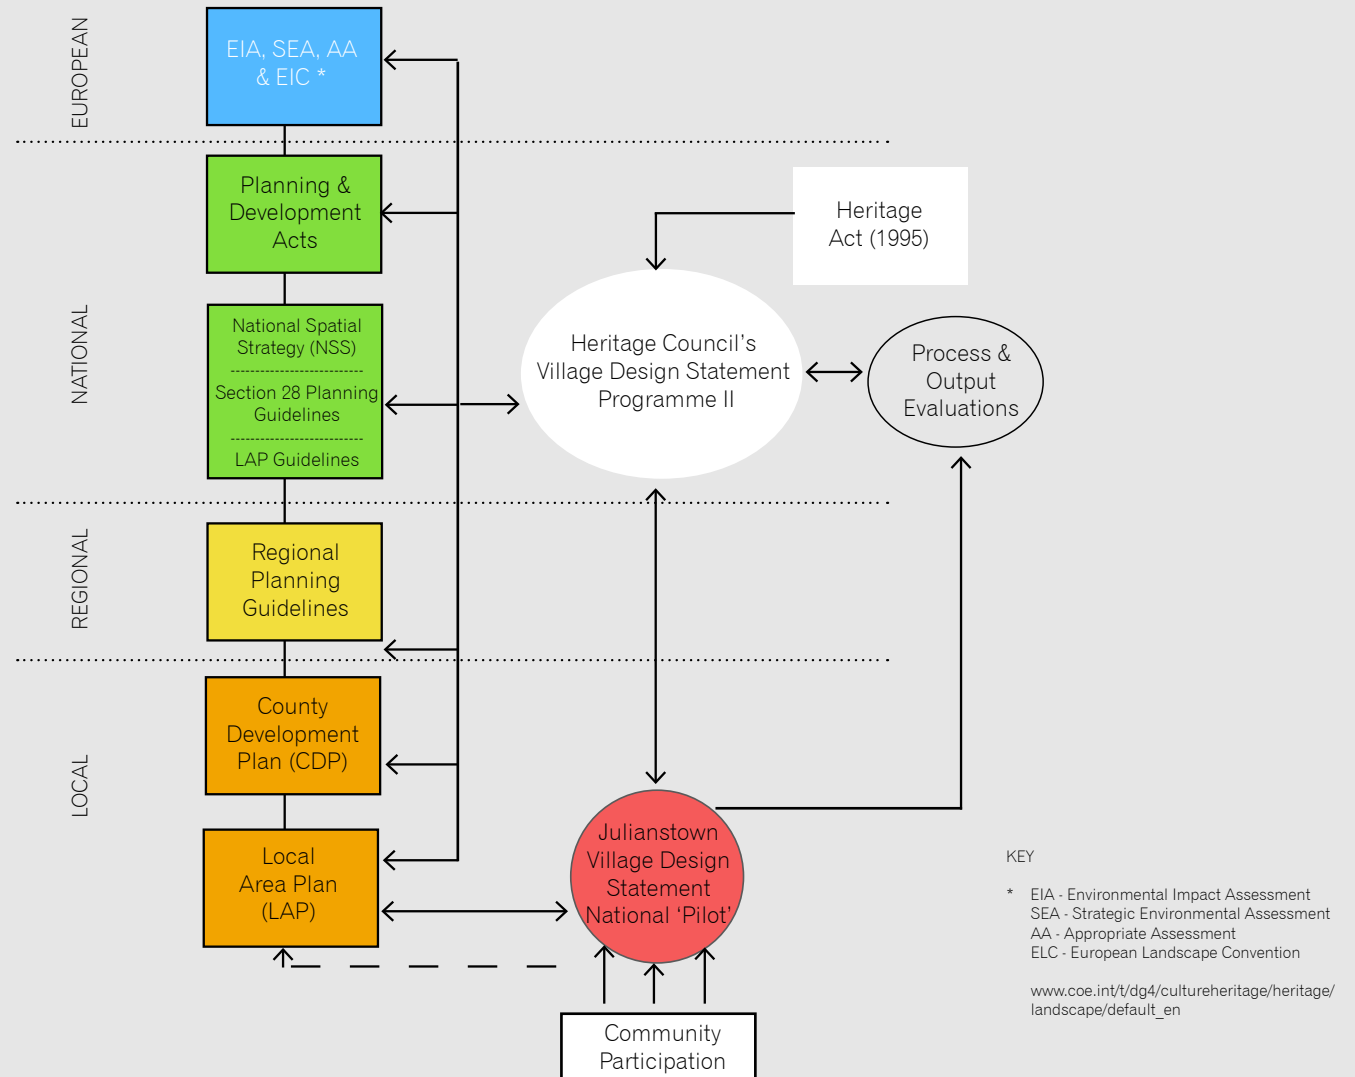 EUROPEAN
EIA, SEA, AA
& EIC *
NATIONAL
Planning &
Development
Acts
National Spatial
Strategy (NSS)
Section 28 Planning
Guidelines
LAP Guidelines
Heritage
Act (1995)
Heritage Council's
Village Design Statement
Programme II
Process &
Output
Evaluations
REGIONAL
Regional
Planning
Guidelines
LOCAL
County
Development
Plan (CDP)
Local
Area Plan
(LAP)
Julianstown
Village Design
Statement
National ‘Pilot’
Community
Participation
KEY
* EIA - Environmental Impact Assessment
SEA - Strategic Environmental Assessment
AA - Appropriate Assessment
ELC - European Landscape Convention
www.coe.int/t/dg4/cultureheritage/heritage/
landscape/default_en